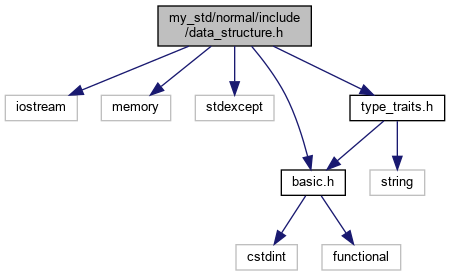 my_std/normal/include
/data_structure.h
iostream
memory
stdexcept
type_traits.h
basic.h
string
cstdint
functional